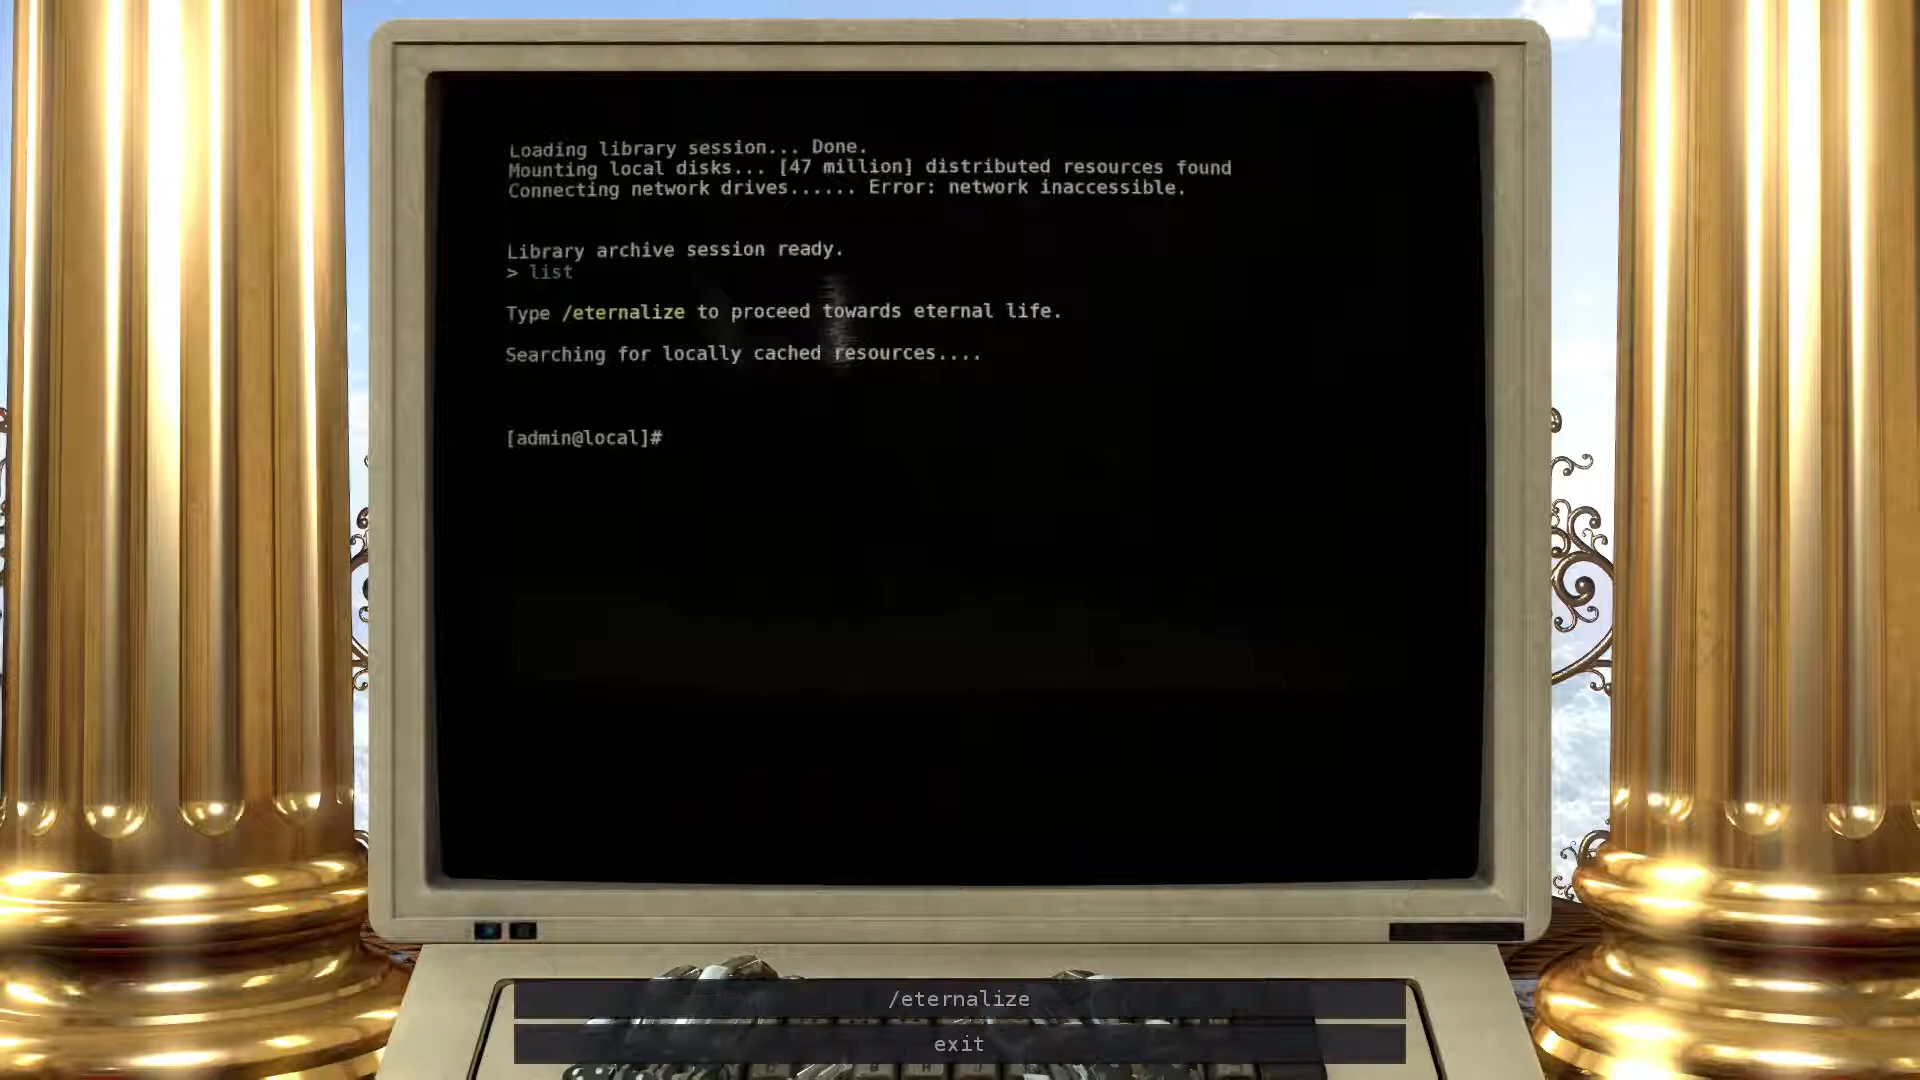 Loading library session... Done.
Mounting local disks... [47 million] distributed resources found
Connecting network drives...... Error: network inaccessible.
Library archive session ready.
> list
Type /eternalize to proceed towards eternal life.
Searching for locally cached resources....
[admin@local]#
/eternalize
exit